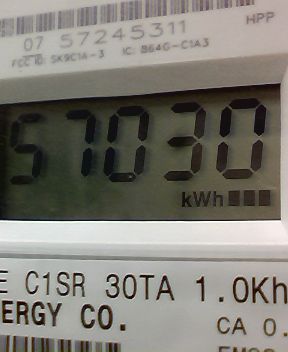 HPP
07 57245311
FCC ID: SK9C1A-3 IC: 864G-C1A3
57030
kWh
E C1SR 30TA 1.0Kh
ERGY CO.
CA 0.